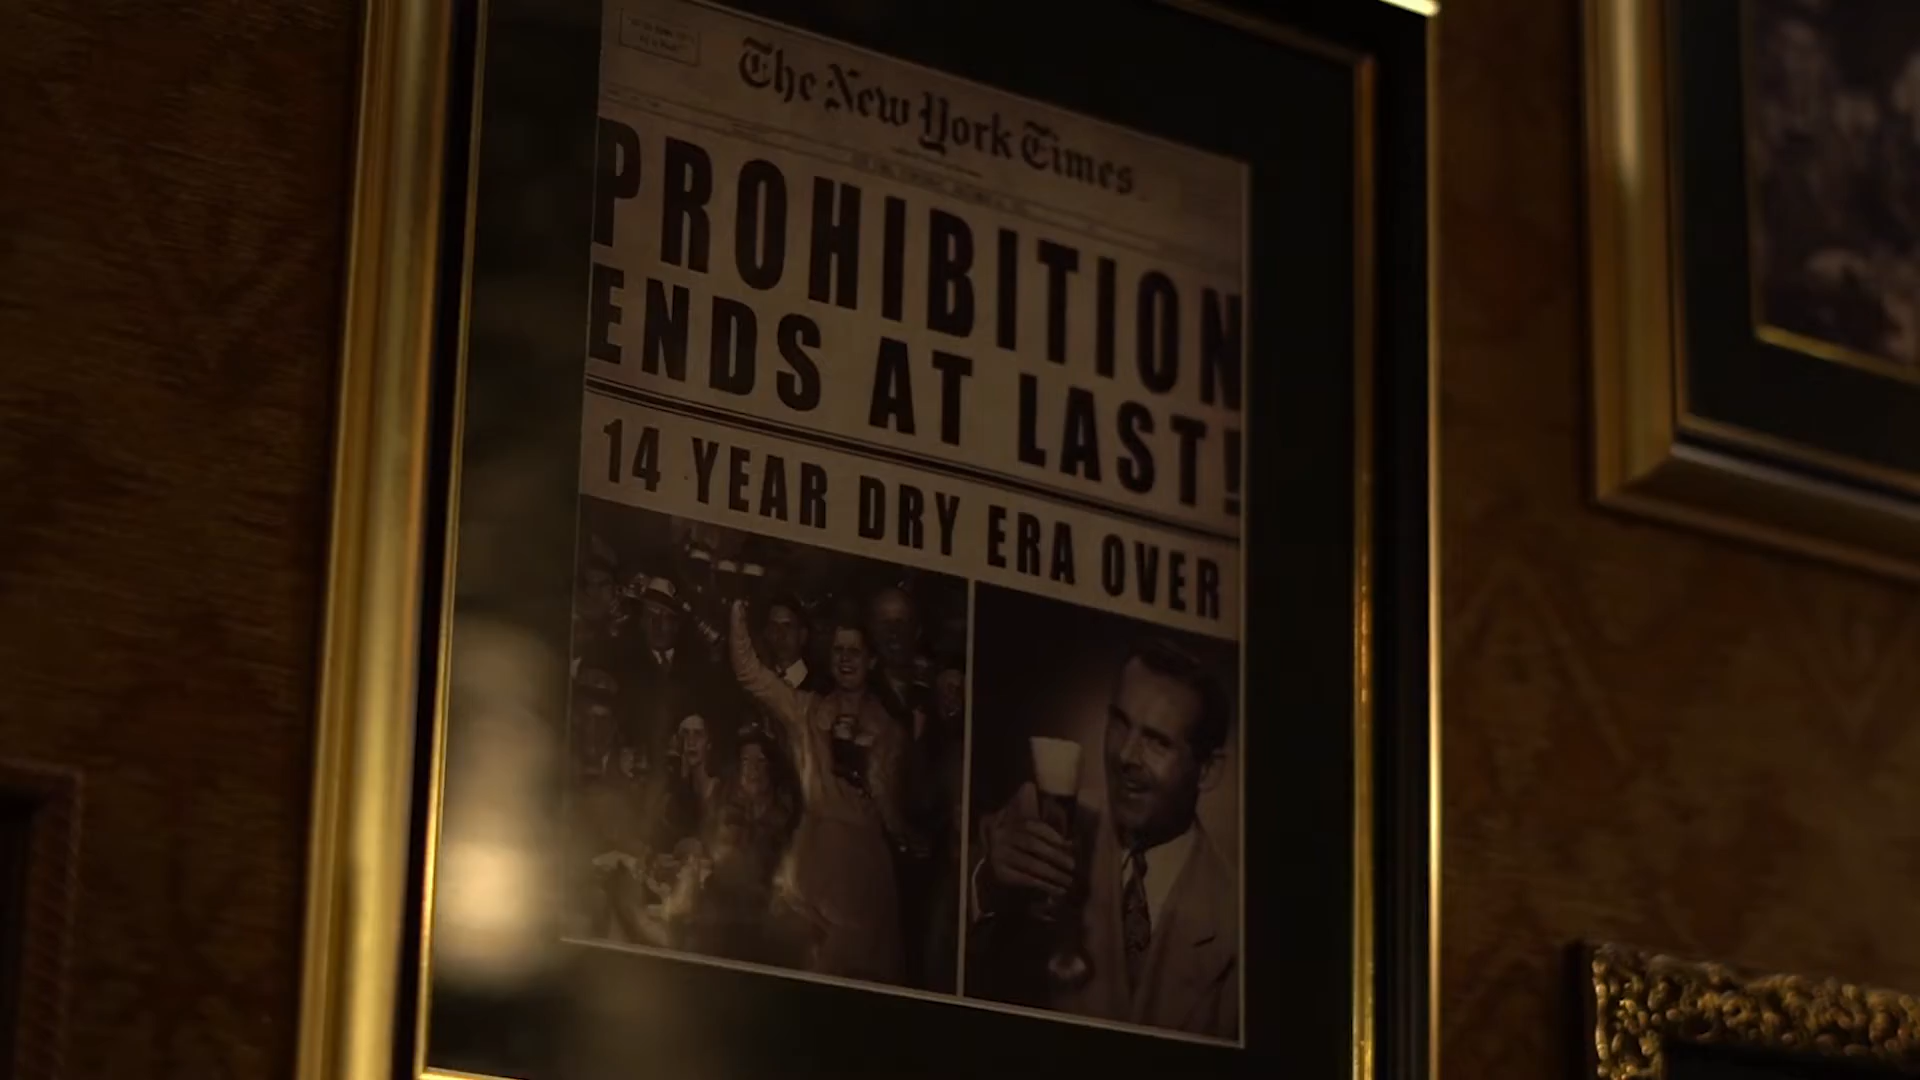 The New York Times
PROHIBITION
ENDS AT LAST!
14 YEAR DRY ERA OVER